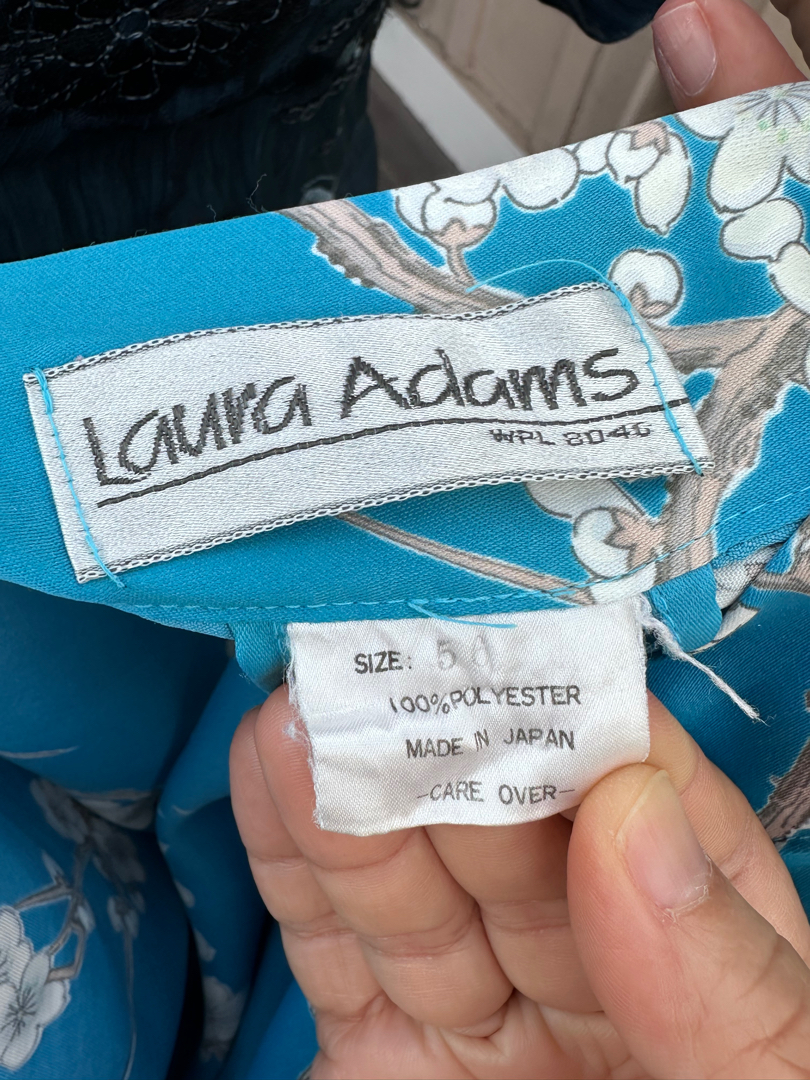 Laura Adams
WPL 8046
SIZE:
100% POLYESTER
MADE IN JAPAN
-CARE OVER-